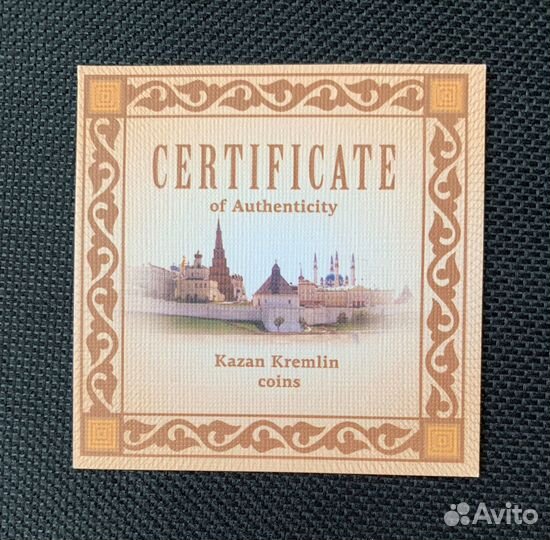 CERTIFICATE
of Authenticity
Kazan Kremlin
coins
Avito